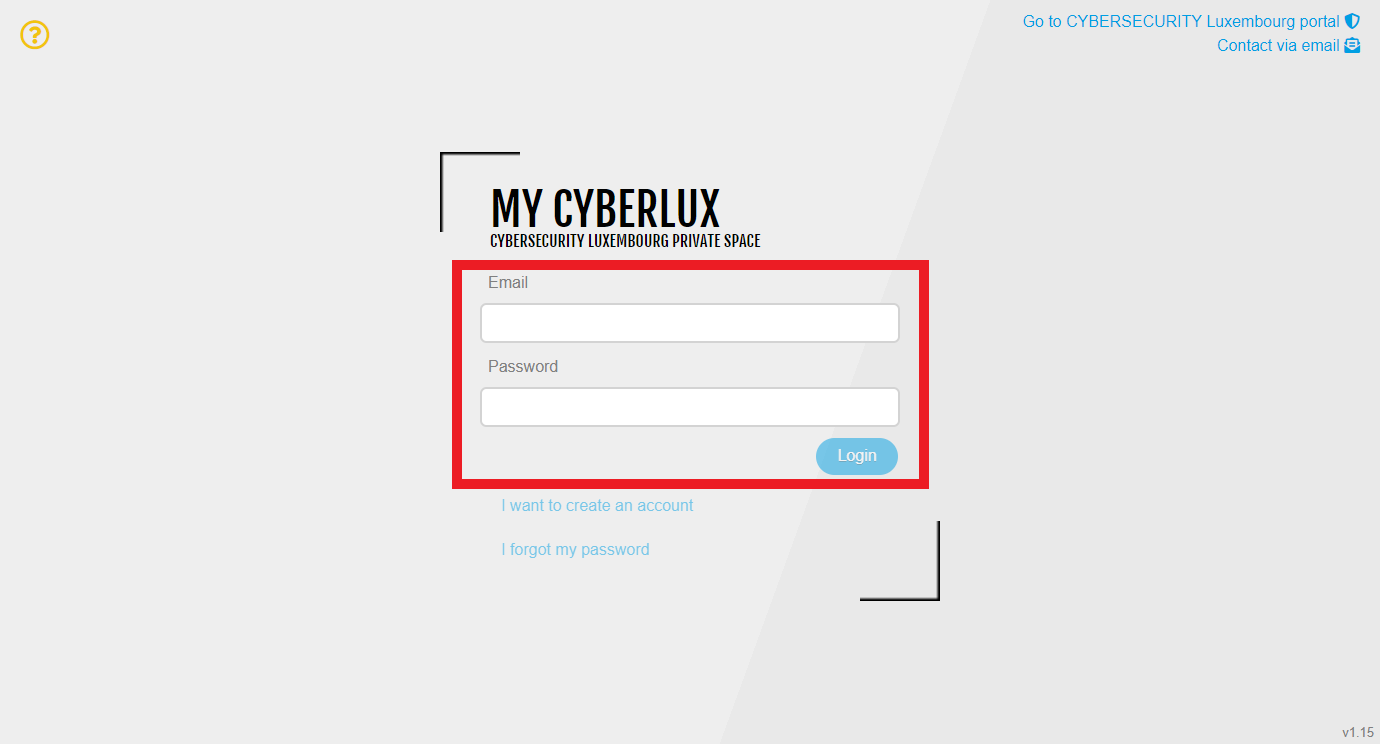 Go to CYBERSECURITY Luxembourg portal
Contact via email
MY CYBERLUX
CYBERSECURITY LUXEMBOURG PRIVATE SPACE
Email
Password
Login
I want to create an account
I forgot my password
v1.15